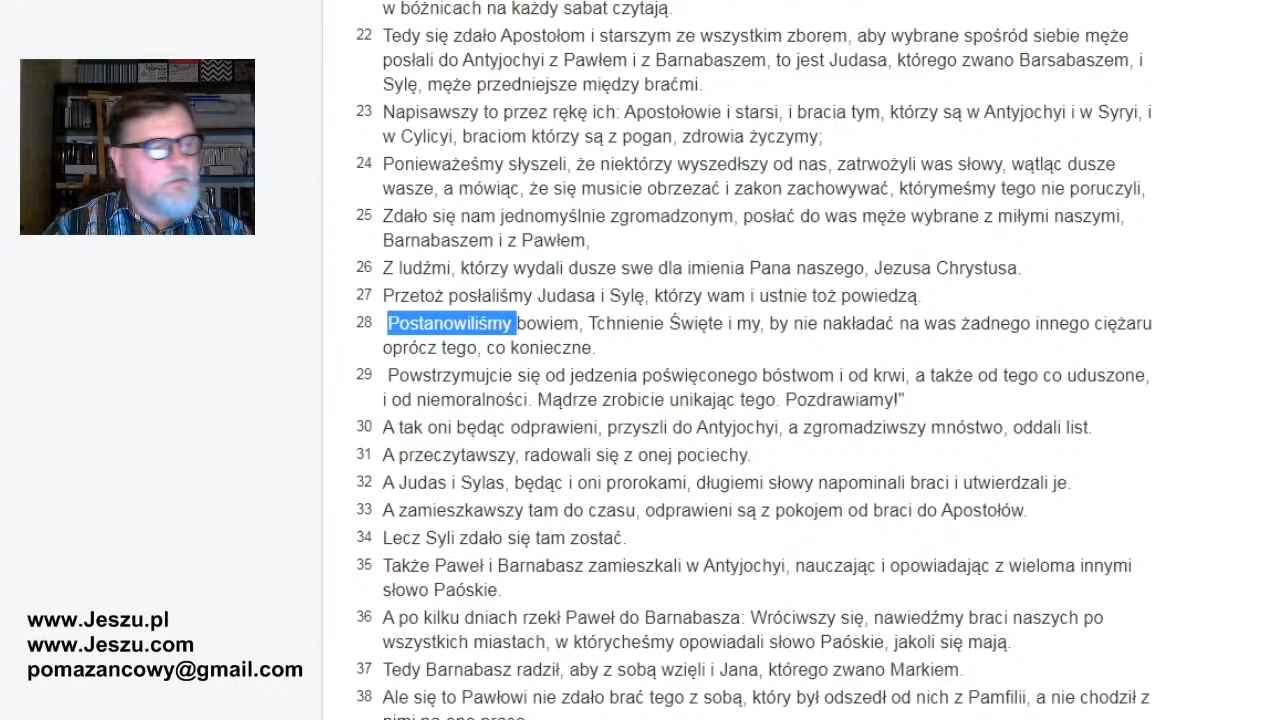 w bóżnicach na każdy sabat czytają.
22 Tedy się zdało Apostołom i starszym ze wszystkim zborem, aby wybrane spośród siebie męże
posłali do Antyjochyi z Pawłem i z Barnabaszem, to jest Judasa, którego zwano Barsabaszem, i
Sylę, męże przedniejsze między braćmi.
23 Napisawszy to przez rękę ich: Apostołowie i starsi, i bracia tym, którzy są w Antyjochyi i w Syryi, i
w Cylicyi, braciom którzy są z pogan, zdrowia życzymy;
24 Ponieważeśmy słyszeli, że niektórzy wyszedłszy od nas, zatrwożyli was słowy, wątląc dusze
wasze, a mówiąc, że się musicie obrzezać i zakon zachowywać, którymeśmy tego nie poruczyli,
25 Zdało się nam jednomyślnie zgromadzonym, posłać do was męże wybrane z miłymi naszymi,
Barnabaszem i z Pawłem,
26 Z ludźmi, którzy wydali dusze swe dla imienia Pana naszego, Jezusa Chrystusa.
27 Przetoż posłaliśmy Judasa i Sylę, którzy wam i ustnie toż powiedzą.
28 Postanowiliśmy bowiem, Tchnienie Święte i my, by nie nakładać na was żadnego innego ciężaru
oprócz tego, co konieczne.
29 Powstrzymujcie się od jedzenia poświęconego bóstwom i od krwi, a także od tego co uduszone,
i od niemoralności. Mądrze zrobicie unikając tego. Pozdrawiamy!"
30 A tak oni będąc odprawieni, przyszli do Antyjochyi, a zgromadziwszy mnóstwo, oddali list.
31 A przeczytawszy, radowali się z onej pociechy.
32 A Judas i Sylas, będąc i oni prorokami, długiemi słowy napominali braci i utwierdzali je.
33 A zamieszkawszy tam do czasu, odprawieni są z pokojem od braci do Apostołów.
34 Lecz Syli zdało się tam zostać.
35 Także Paweł i Barnabasz zamieszkali w Antyjochyi, nauczając i opowiadając z wieloma innymi
słowo Paóskie.
36 A po kilku dniach rzekł Paweł do Barnabasza: Wróciwszy się, nawiedźmy braci naszych po
wszystkich miastach, w którycheśmy opowiadali słowo Paóskie, jakoli się mają.
37 Tedy Barnabasz radził, aby z sobą wzięli i Jana, którego zwano Markiem.
38 Ale się to Pawłowi nie zdało brać tego z sobą, który był odszedł od nich z Pamfilii, a nie chodził z
nimi na onę pracę.
www.Jeszu.pl
www.Jeszu.com
pomazancowy@gmail.com